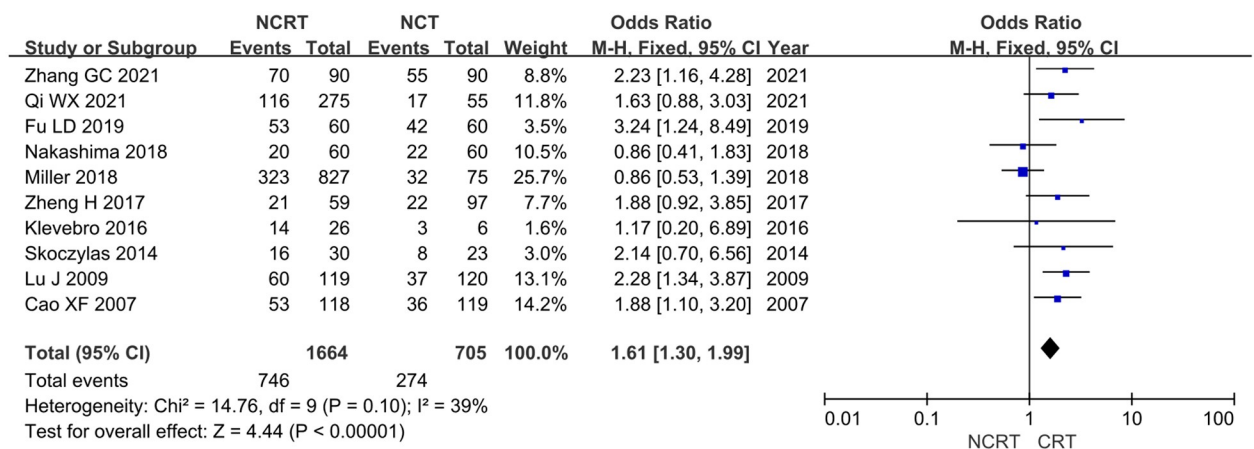 NCRT NCT Odds Ratio Odds Ratio
Study or Subgroup Events Total Events Total Weight M-H, Fixed, 95% CI Year M-H, Fixed, 95% CI
Zhang GC 2021 70 90 55 90 8.8% 2.23 [1.16, 4.28] 2021
Qi WX 2021 116 275 17 55 11.8% 1.63 [0.88, 3.03] 2021
Fu LD 2019 53 60 42 60 3.5% 3.24 [1.24, 8.49] 2019
Nakashima 2018 20 60 22 60 10.5% 0.86 [0.41, 1.83] 2018
Miller 2018 323 827 32 75 25.7% 0.86 [0.53, 1.39] 2018
Zheng H 2017 21 59 22 97 7.7% 1.88 [0.92, 3.85] 2017
Klevebro 2016 14 26 3 6 1.6% 1.17 [0.20, 6.89] 2016
Skoczylas 2014 16 30 8 23 3.0% 2.14 [0.70, 6.56] 2014
Lu J 2009 60 119 37 120 13.1% 2.28 [1.34, 3.87] 2009
Cao XF 2007 53 118 36 119 14.2% 1.88 [1.10, 3.20] 2007
Total (95% CI) 1664 705 100.0% 1.61 [1.30, 1.99]
Total events 746 274
Heterogeneity: Chi² = 14.76, df = 9 (P = 0.10); I² = 39%
Test for overall effect: Z = 4.44 (P < 0.00001)
0.01 0.1 1 10 100
NCRT CRT